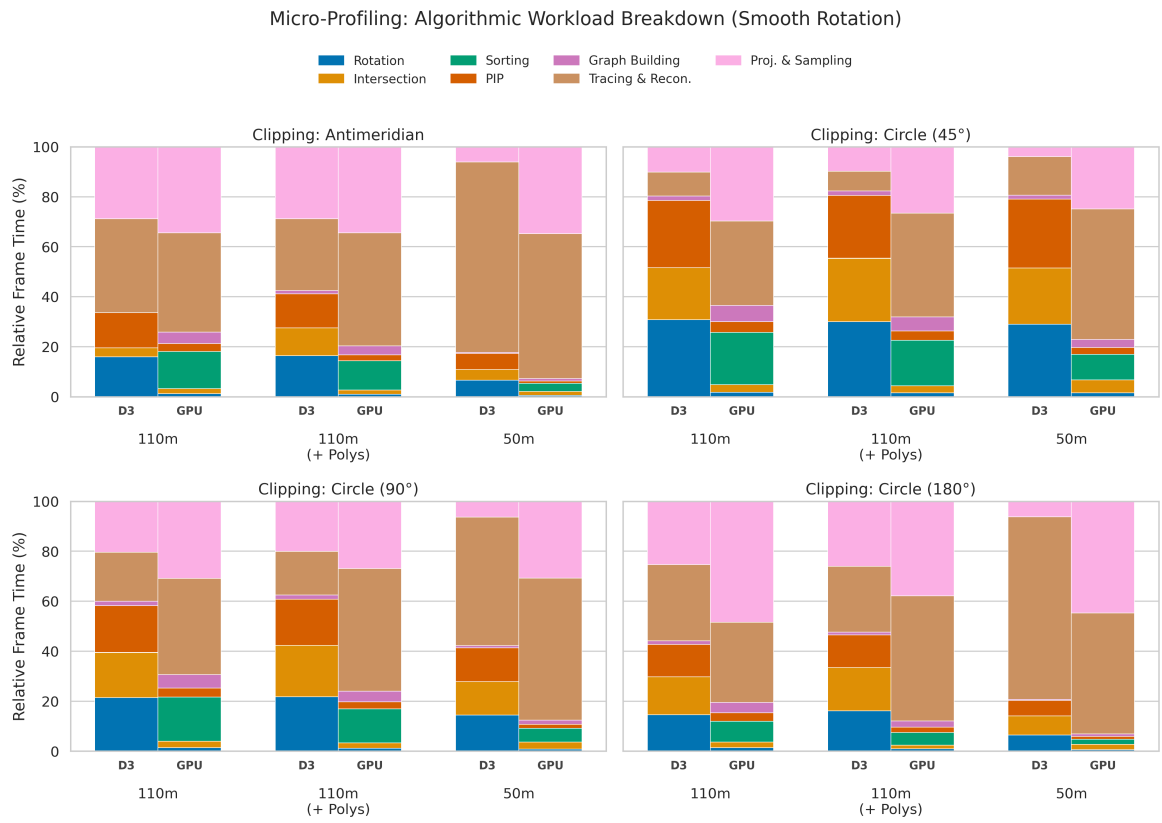 Micro-Profiling: Algorithmic Workload Breakdown (Smooth Rotation)
Rotation Sorting Graph Building Proj. & Sampling
Intersection PIP Tracing & Recon.
Clipping: Antimeridian
Relative Frame Time (%)
100
80
60
40
20
0
D3 GPU D3 GPU D3 GPU
110m 110m 50m
(+ Polys)
Clipping: Circle (45°)
D3 GPU D3 GPU D3 GPU
110m 110m 50m
(+ Polys)
Clipping: Circle (90°)
Relative Frame Time (%)
100
80
60
40
20
0
D3 GPU D3 GPU D3 GPU
110m 110m 50m
(+ Polys)
Clipping: Circle (180°)
D3 GPU D3 GPU D3 GPU
110m 110m 50m
(+ Polys)